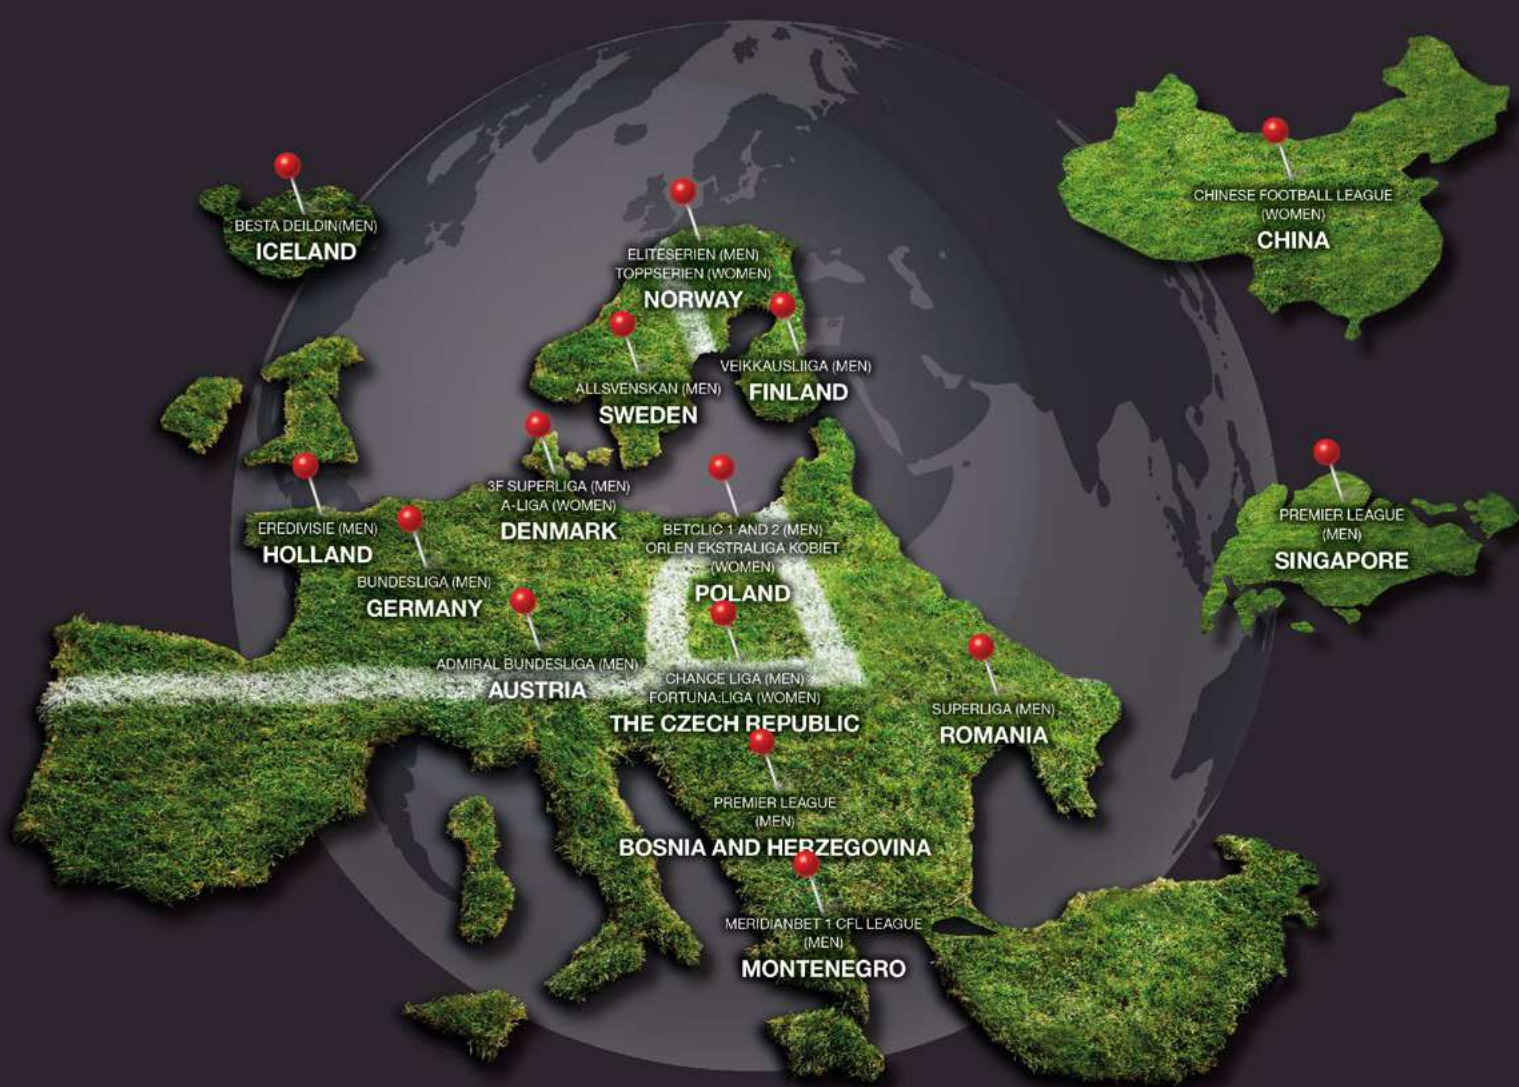 BESTA DEILDIN(MEN)
ICELAND
CHINESE FOOTBALL LEAGUE
(WOMEN)
CHINA
ELITESERIEN (MEN)
TOPPSERIEN (WOMEN)
NORWAY
VEIKKAUSLIIGA (MEN)
FINLAND
ALLSVENSKAN (MEN)
SWEDEN
3F SUPERLIGA (MEN)
A-LIGA (WOMEN)
DENMARK
EREDIVISIE (MEN)
HOLLAND
BETCLIC 1 AND 2 (MEN)
ORLEN EKSTRALIGA KOBIET
(WOMEN)
POLAND
PREMIER LEAGUE
(MEN)
SINGAPORE
BUNDESLIGA (MEN)
GERMANY
ADMIRAL BUNDESLIGA (MEN)
AUSTRIA
CHANCE LIGA (MEN)
FORTUNA:LIGA (WOMEN)
THE CZECH REPUBLIC
SUPERLIGA (MEN)
ROMANIA
PREMIER LEAGUE
(MEN)
BOSNIA AND HERZEGOVINA
MERIDIANBET 1 CFL LEAGUE
(MEN)
MONTENEGRO